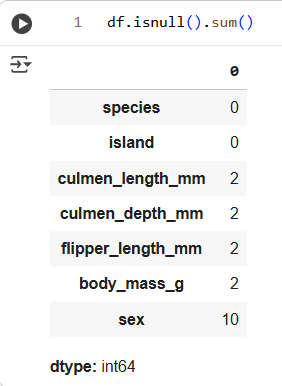 1 df.isnull().sum()
0
species 0
island 0
culmen_length_mm 2
culmen_depth_mm 2
flipper_length_mm 2
body_mass_g 2
sex 10
dtype: int64